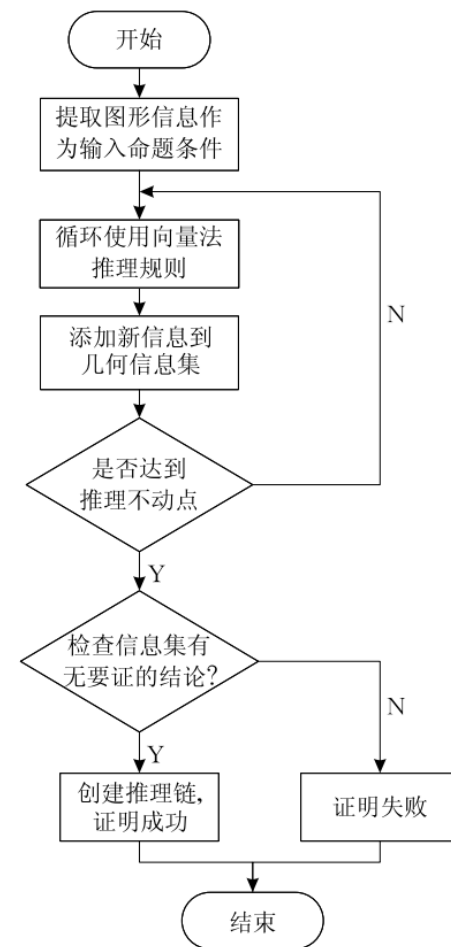 开始
提取图形信息作
为输入命题条件
循环使用向量法
推理规则
N
添加新信息到
几何信息集
是否达到
推理不动点
Y
检查信息集有
无要证的结论?
N
Y
创建推理链,
证明成功
证明失败
结束